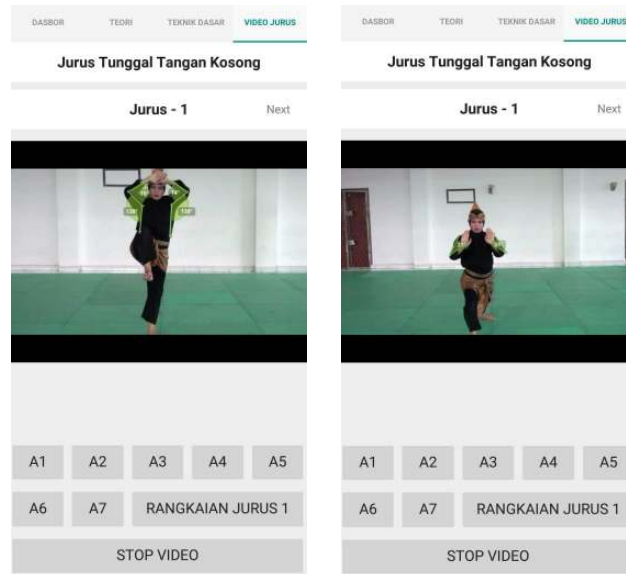 DASBOR TEORI TEKNIK DASAR VIDEO JURUS
Jurus Tunggal Tangan Kosong
Jurus - 1 Next
A1 A2 A3 A4 A5
A6 A7 RANGKAIAN JURUS 1
STOP VIDEO
DASBOR TEORI TEKNIK DASAR VIDEO JURUS
Jurus Tunggal Tangan Kosong
Jurus - 1 Next
A1 A2 A3 A4 A5
A6 A7 RANGKAIAN JURUS 1
STOP VIDEO